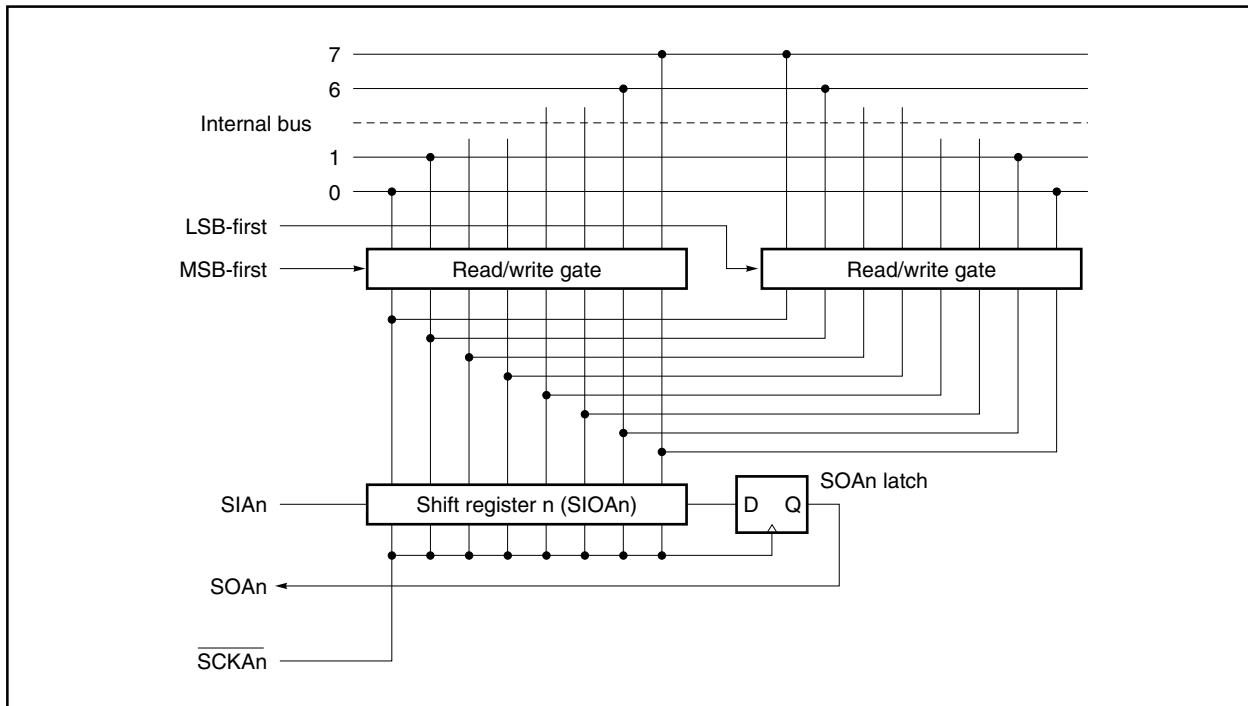 7
6
Internal bus
1
0
LSB-first
MSB-first
Read/write gate
Read/write gate
SOAn latch
SIAn
Shift register n (SIOAn)
D
Q
SOAn
S̅C̅K̅A̅n̅